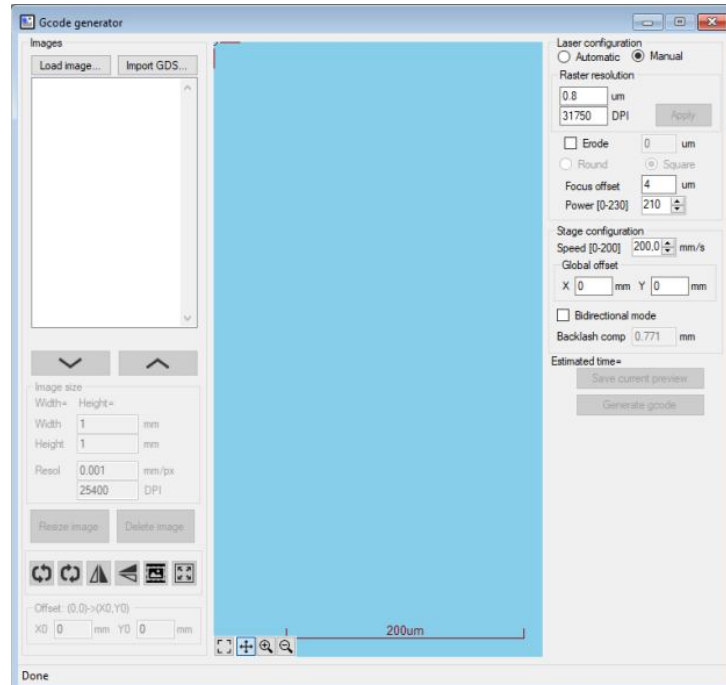 Gcode generator
Images
Load image...
Import GDS...
Image size
Width= Height=
Width 1 mm
Height 1 mm
Resol 0.001 mm/px
25400 DPI
Resize image
Delete image
Offset: (0,0)->(X0,Y0)
X0 0 mm Y0 0 mm
200um
Laser configuration
Automatic Manual
Raster resolution
0.8 um
31750 DPI Apply
Erode 0 um
Round Square
Focus offset 4 um
Power [0-230] 210
Stage configuration
Speed [0-200] 200,0 mm/s
Global offset
X 0 mm Y 0 mm
Bidirectional mode
Backlash comp 0.771 mm
Estimated time=
Save current preview
Generate gcode
Done